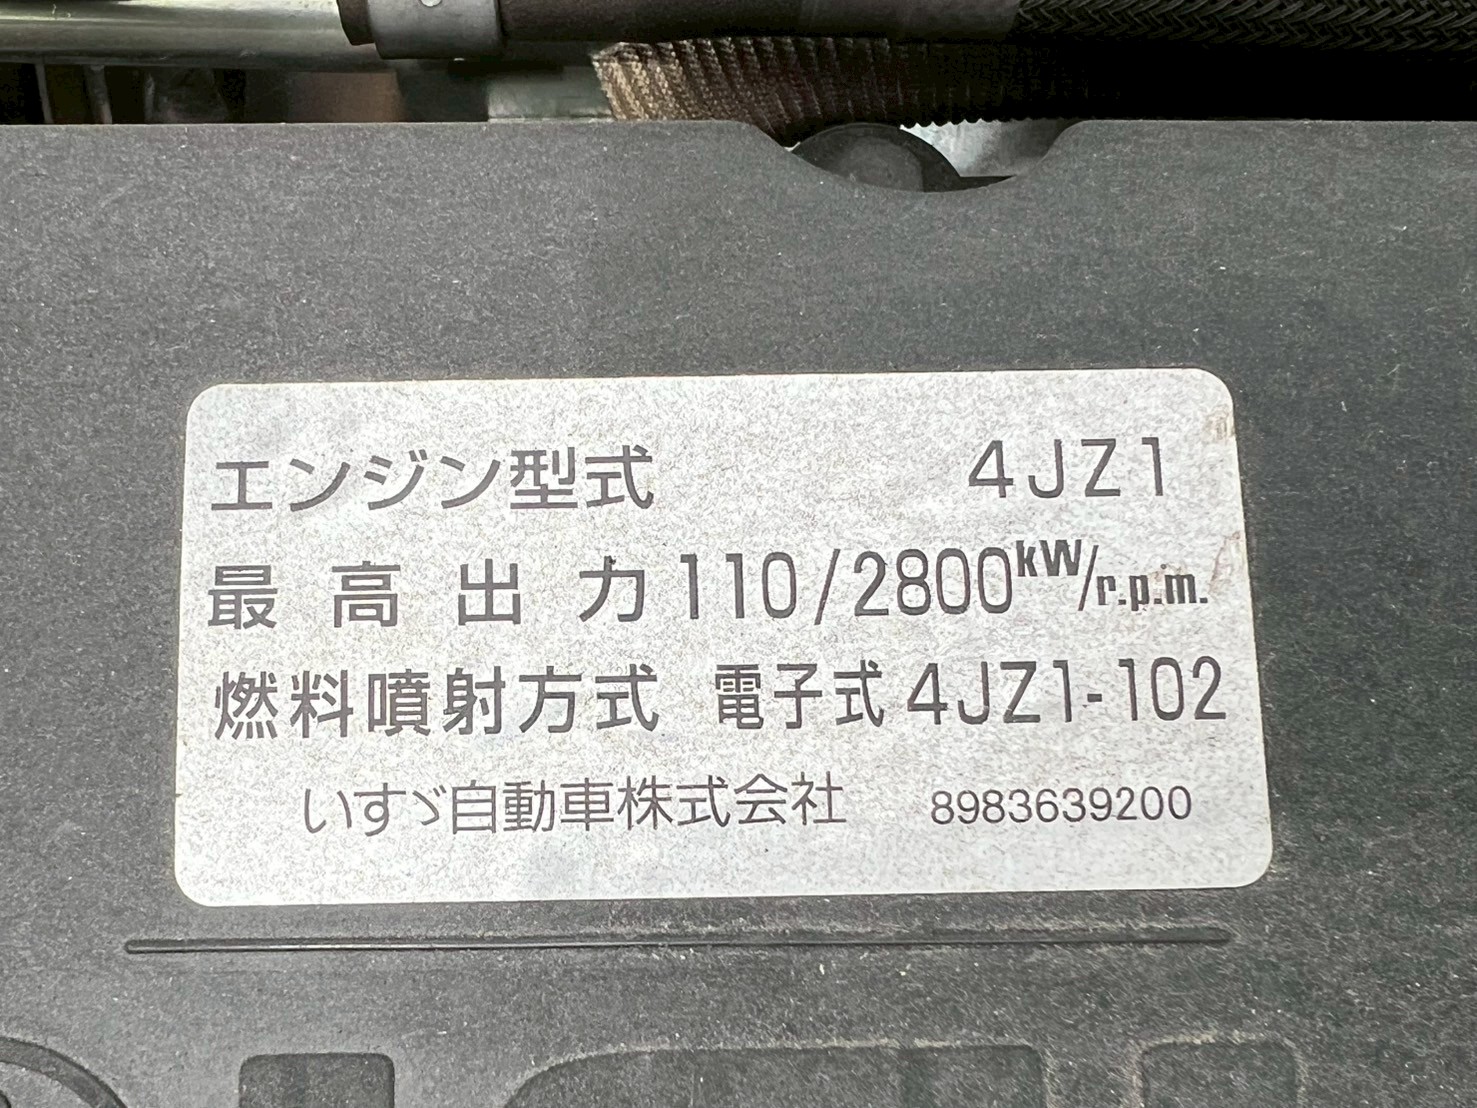 エンジン型式 4JZ1
最高出力 110/2800kW/r.p.m.
燃料噴射方式 電子式 4JZ1-102
いすゞ自動車株式会社 8983639200